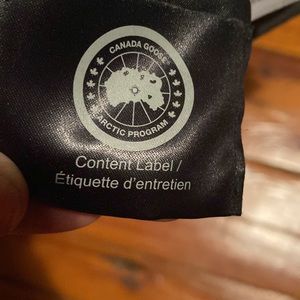 CANADA GOOSE
ARCTIC PROGRAM
Content Label /
Étiquette d'entretien